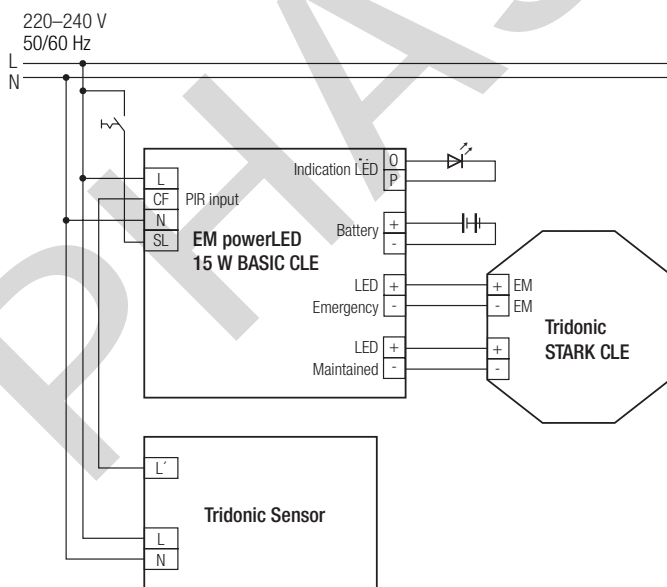 220–240 V
50/60 Hz
L
N
L
CF PIR input
N
SL
EM powerLED
15 W BASIC CLE
Indication LED O
P
Battery +
-
LED +
Emergency -
LED +
Maintained -
+ EM
- EM
+
-
Tridonic
STARK CLE
L´
Tridonic Sensor
L
N
PHAS